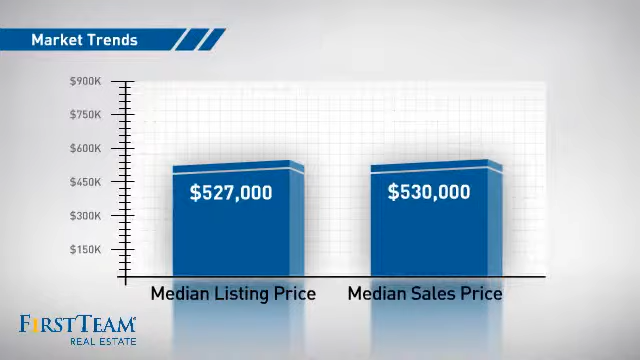 Market Trends
$900K
$750K
$600K
$450K
$300K
$150K
$527,000
$530,000
Median Listing Price
Median Sales Price
FIRSTTEAM®
REAL ESTATE